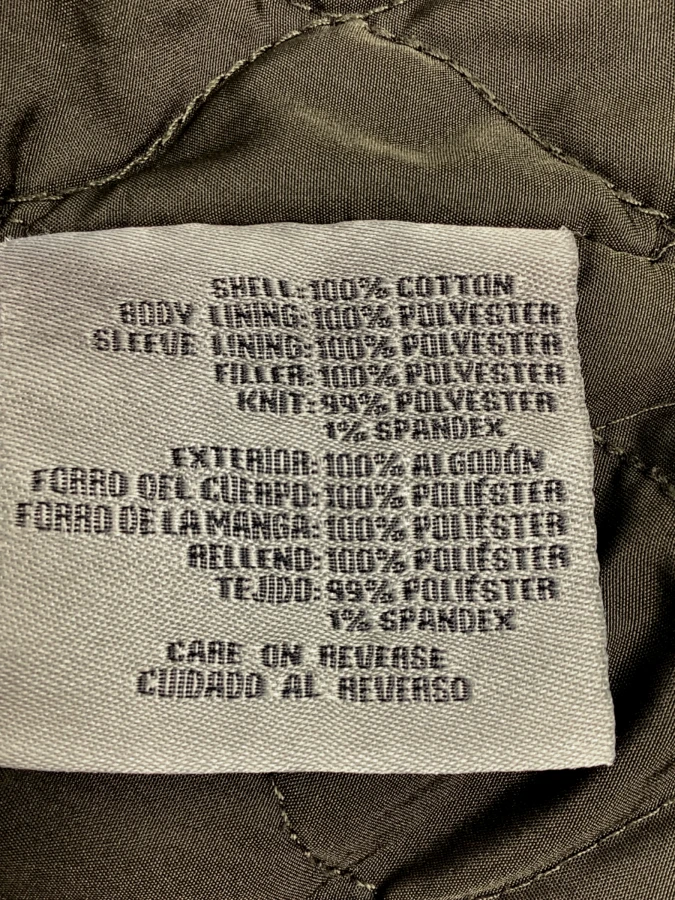 SHELL:100% COTTON
BODY LINING:100% POLYESTER
SLEEVE LINING:100% POLYESTER
FILLER:100% POLYESTER
KNIT:99% POLYESTER
1% SPANDEX
EXTERIOR:100% ALGODÓN
FORRO DEL CUERPO:100% POLIÉSTER
FORRO DE LA MANGA:100% POLIÉSTER
RELLENO:100% POLIÉSTER
TEJIDO:99% POLIÉSTER
1% SPANDEX
CARE ON REVERSE
CUIDADO AL REVERSO